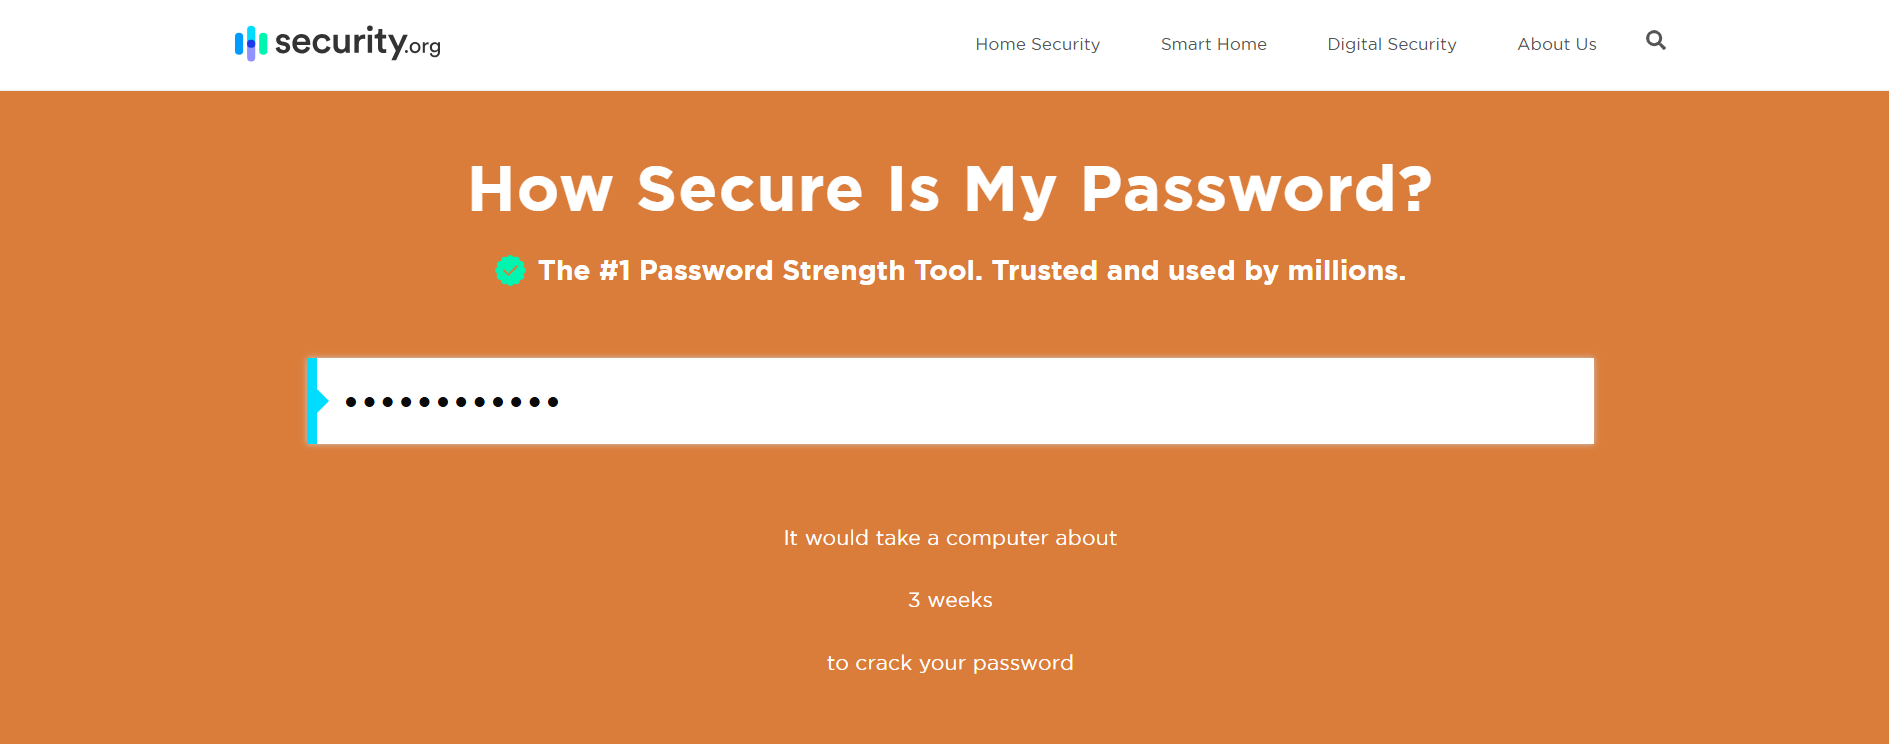 security.org
Home Security Smart Home Digital Security About Us
How Secure Is My Password?
The #1 Password Strength Tool. Trusted and used by millions.
••••••••••••
It would take a computer about
3 weeks
to crack your password